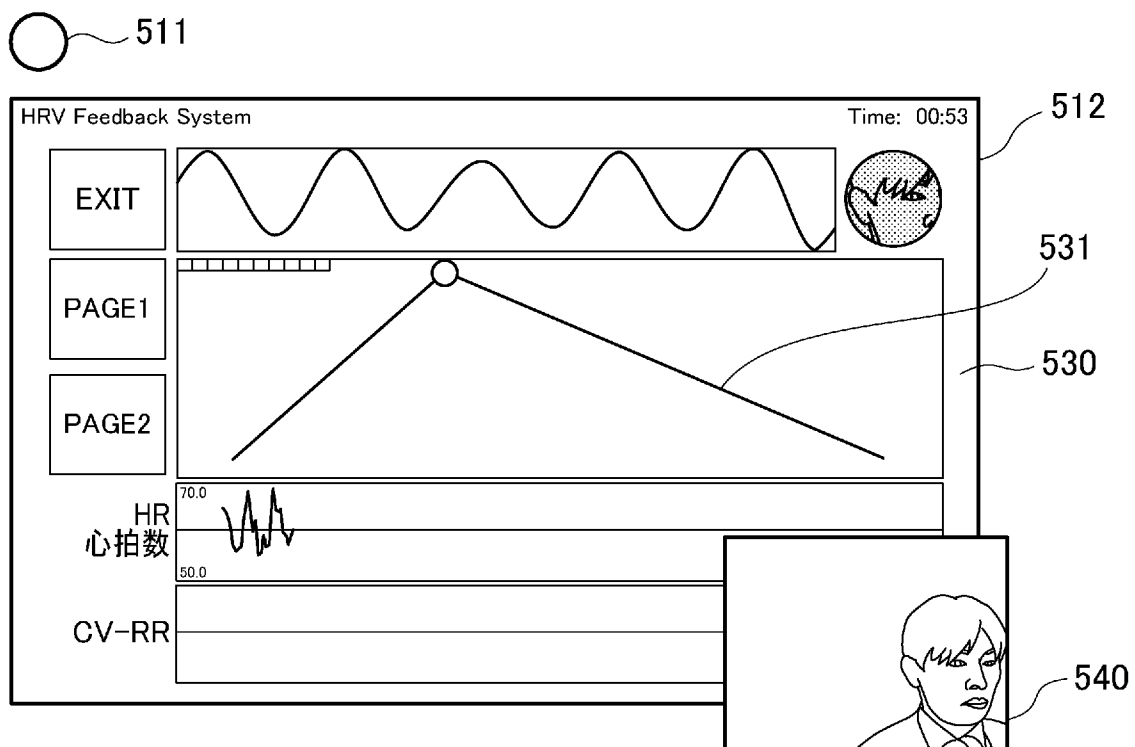 511
HRV Feedback System
Time: 00:53
512
EXIT
531
PAGE1
530
PAGE2
70.0
HR
心拍数
50.0
CV-RR
540